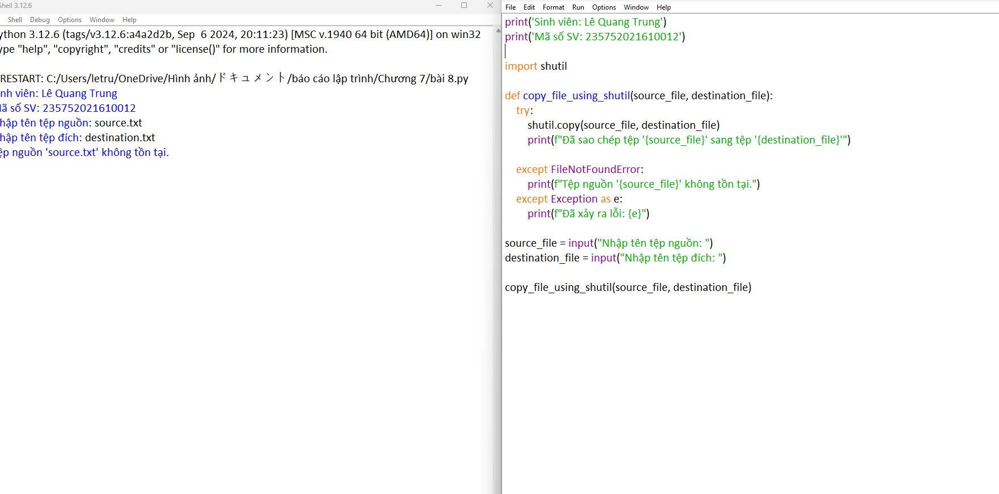 Shell 3.12.6
Shell Debug Options Window Help
ython 3.12.6 (tags/v3.12.6:a4a2d2b, Sep  6 2024, 20:11:23) [MSC v.1940 64 bit (AMD64)] on win32
ype "help", "copyright", "credits" or "license()" for more information.
RESTART: C:/Users/letru/OneDrive/Hình ảnh/ドキュメント/báo cáo lập trình/Chương 7/bài 8.py
nh viên: Lê Quang Trung
ã số SV: 235752021610012
hập tên tệp nguồn: source.txt
hập tên tệp đích: destination.txt
ệp nguồn 'source.txt' không tồn tại.
File Edit Format Run Options Window Help
print('Sinh viên: Lê Quang Trung')
print('Mã số SV: 235752021610012')
import shutil
def copy_file_using_shutil(source_file, destination_file):
    try:
        shutil.copy(source_file, destination_file)
        print(f"Đã sao chép tệp '{source_file}' sang tệp '{destination_file}'")
    except FileNotFoundError:
        print(f"Tệp nguồn '{source_file}' không tồn tại.")
    except Exception as e:
        print(f"Đã xảy ra lỗi: {e}")
source_file = input("Nhập tên tệp nguồn: ")
destination_file = input("Nhập tên tệp đích: ")
copy_file_using_shutil(source_file, destination_file)